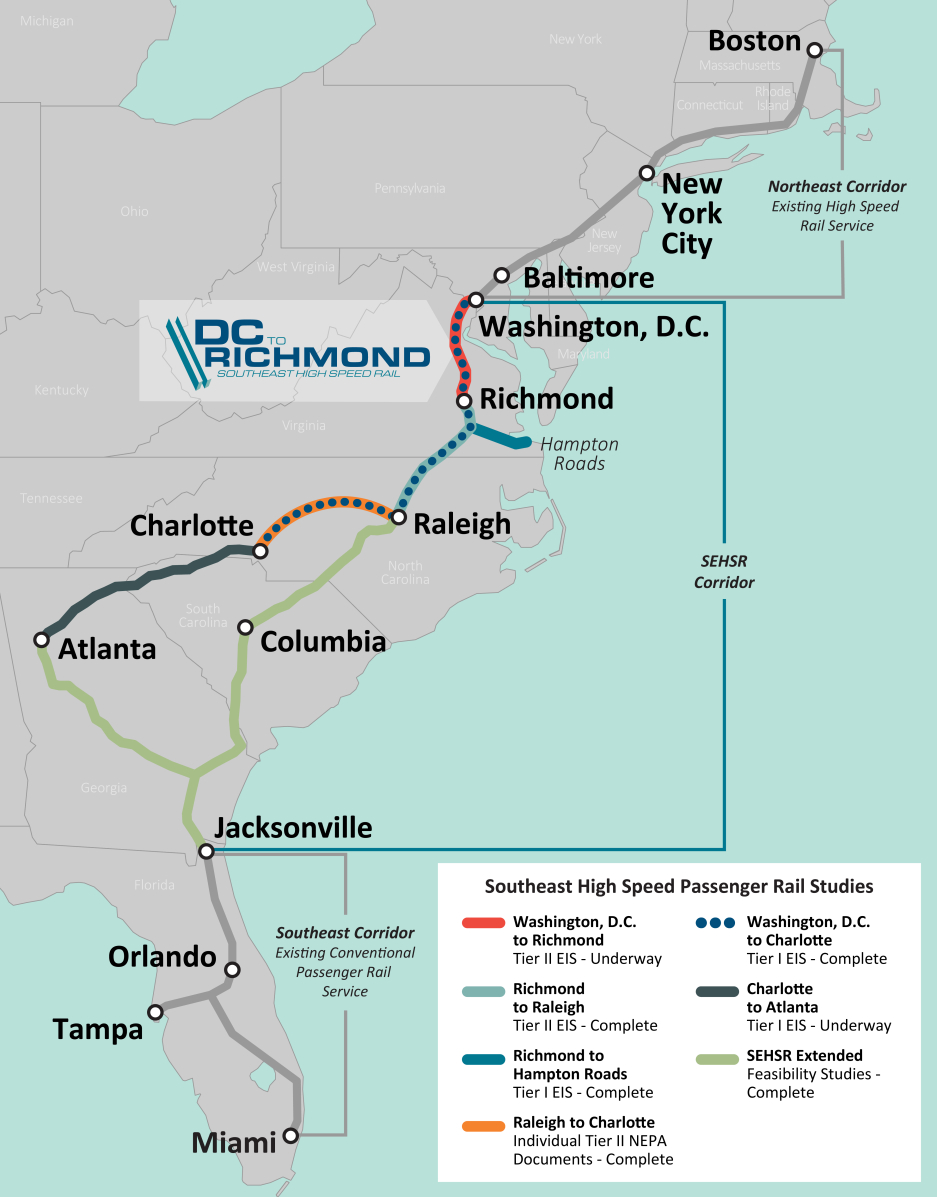 Michigan
New York
Boston
Massachusetts
Connecticut
Rhode
Island
New
York
City
Northeast Corridor
Existing High Speed
Rail Service
Pennsylvania
Ohio
New
Jersey
West Virginia
Baltimore
Washington, D.C.
DC
TO
RICHMOND
SOUTHEAST HIGH SPEED RAIL
Maryland
Kentucky
Richmond
Virginia
Hampton
Roads
Tennessee
Charlotte
Raleigh
North
Carolina
SEHSR
Corridor
South
Carolina
Columbia
Atlanta
Georgia
Jacksonville
Florida
Southeast Corridor
Existing Conventional
Passenger Rail
Service
Orlando
Tampa
Miami
Southeast High Speed Passenger Rail Studies
Washington, D.C.
to Richmond
Tier II EIS - Underway
Richmond
to Raleigh
Tier II EIS - Complete
Richmond to
Hampton Roads
Tier I EIS - Complete
Raleigh to Charlotte
Individual Tier II NEPA
Documents - Complete
Washington, D.C.
to Charlotte
Tier I EIS - Complete
Charlotte
to Atlanta
Tier I EIS - Underway
SEHSR Extended
Feasibility Studies -
Complete